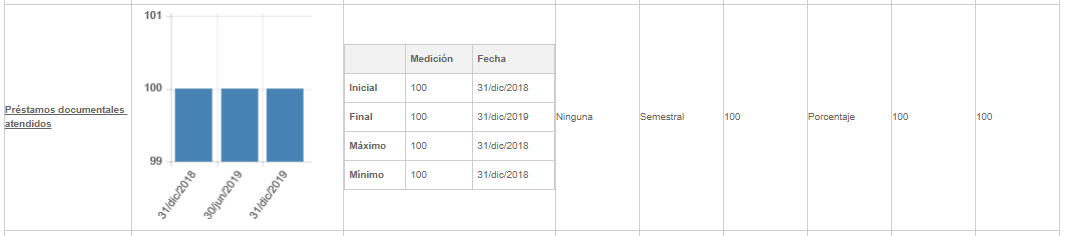 Préstamos documentales
atendidos
101
100
99
31/dic/2018
30/jun/2019
31/dic/2019
Medición Fecha
Inicial 100 31/dic/2018
Final 100 31/dic/2019
Máximo 100 31/dic/2018
Mínimo 100 31/dic/2018
Ninguna Semestral 100 Porcentaje 100 100